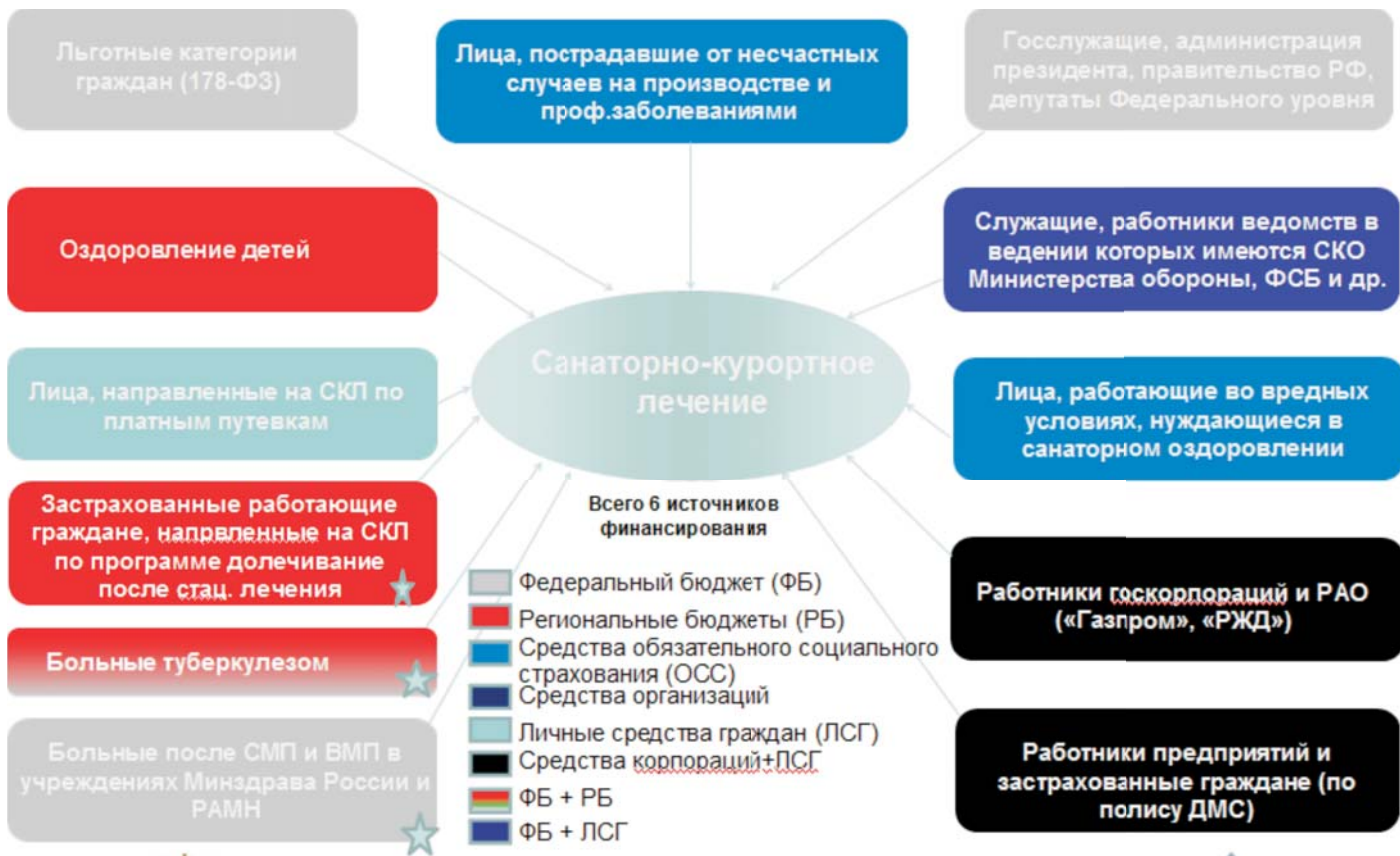 Льготные категории
граждан (178-ФЗ)
Лица, пострадавшие от несчастных
случаев на производстве и
проф.заболеваниями
Госслужащие, администрация
президента, правительство РФ,
депутаты Федерального уровня
Оздоровление детей
Служащие, работники ведомств в
ведении которых имеются СКО
Министерства обороны, ФСБ и др.
Санаторно-курортное
лечение
Лица, направленные на СКЛ по
платным путевкам
Лица, работающие во вредных
условиях, нуждающиеся в
санаторном оздоровлении
Застрахованные работающие
граждане, напрвленные на СКЛ
по программе долечивание
после стац. лечения
Всего 6 источников
финансирования
Работники госкорпораций и РАО
(«Газпром», «РЖД»)
Больные туберкулезом
Больные после СМП и ВМП в
учреждениях Минздрава России и
РАМН
Федеральный бюджет (ФБ)
Региональные бюджеты (РБ)
Средства обязательного социального
страхования (ОСС)
Средства организаций
Личные средства граждан (ЛСГ)
Средства корпораций+ЛСГ
ФБ + РБ
ФБ + ЛСГ
Работники предприятий и
застрахованные граждане (по
полису ДМС)